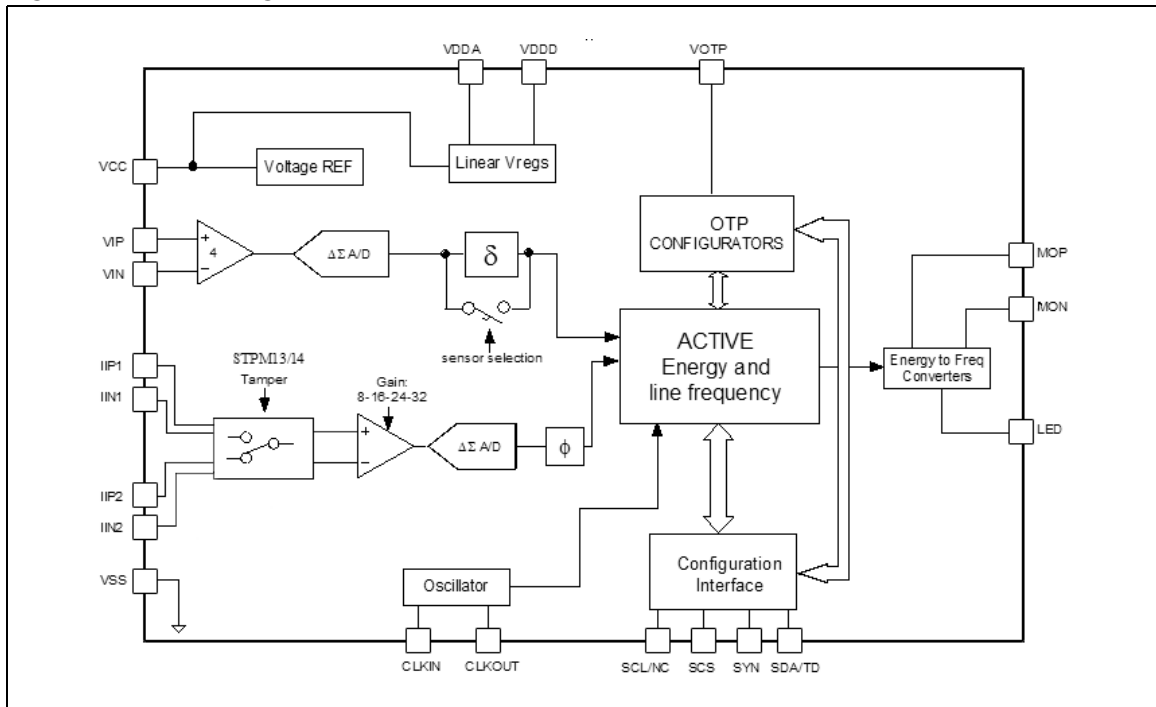 VDDA
VDDD
VOTP
VCC
Voltage REF
Linear Vregs
OTP
CONFIGURATORS
VIP
VIN
+
4
−
ΔΣ A/D
δ
sensor selection
MOP
MON
ACTIVE
Energy and
line frequency
Energy to Freq
Converters
LED
IIP1
IIN1
STPM13/14
Tamper
Gain:
8-16-24-32
+
−
ΔΣ A/D
ϕ
IIP2
IIN2
VSS
Oscillator
Configuration
Interface
CLKIN
CLKOUT
SCL/NC
SCS
SYN
SDA/TD